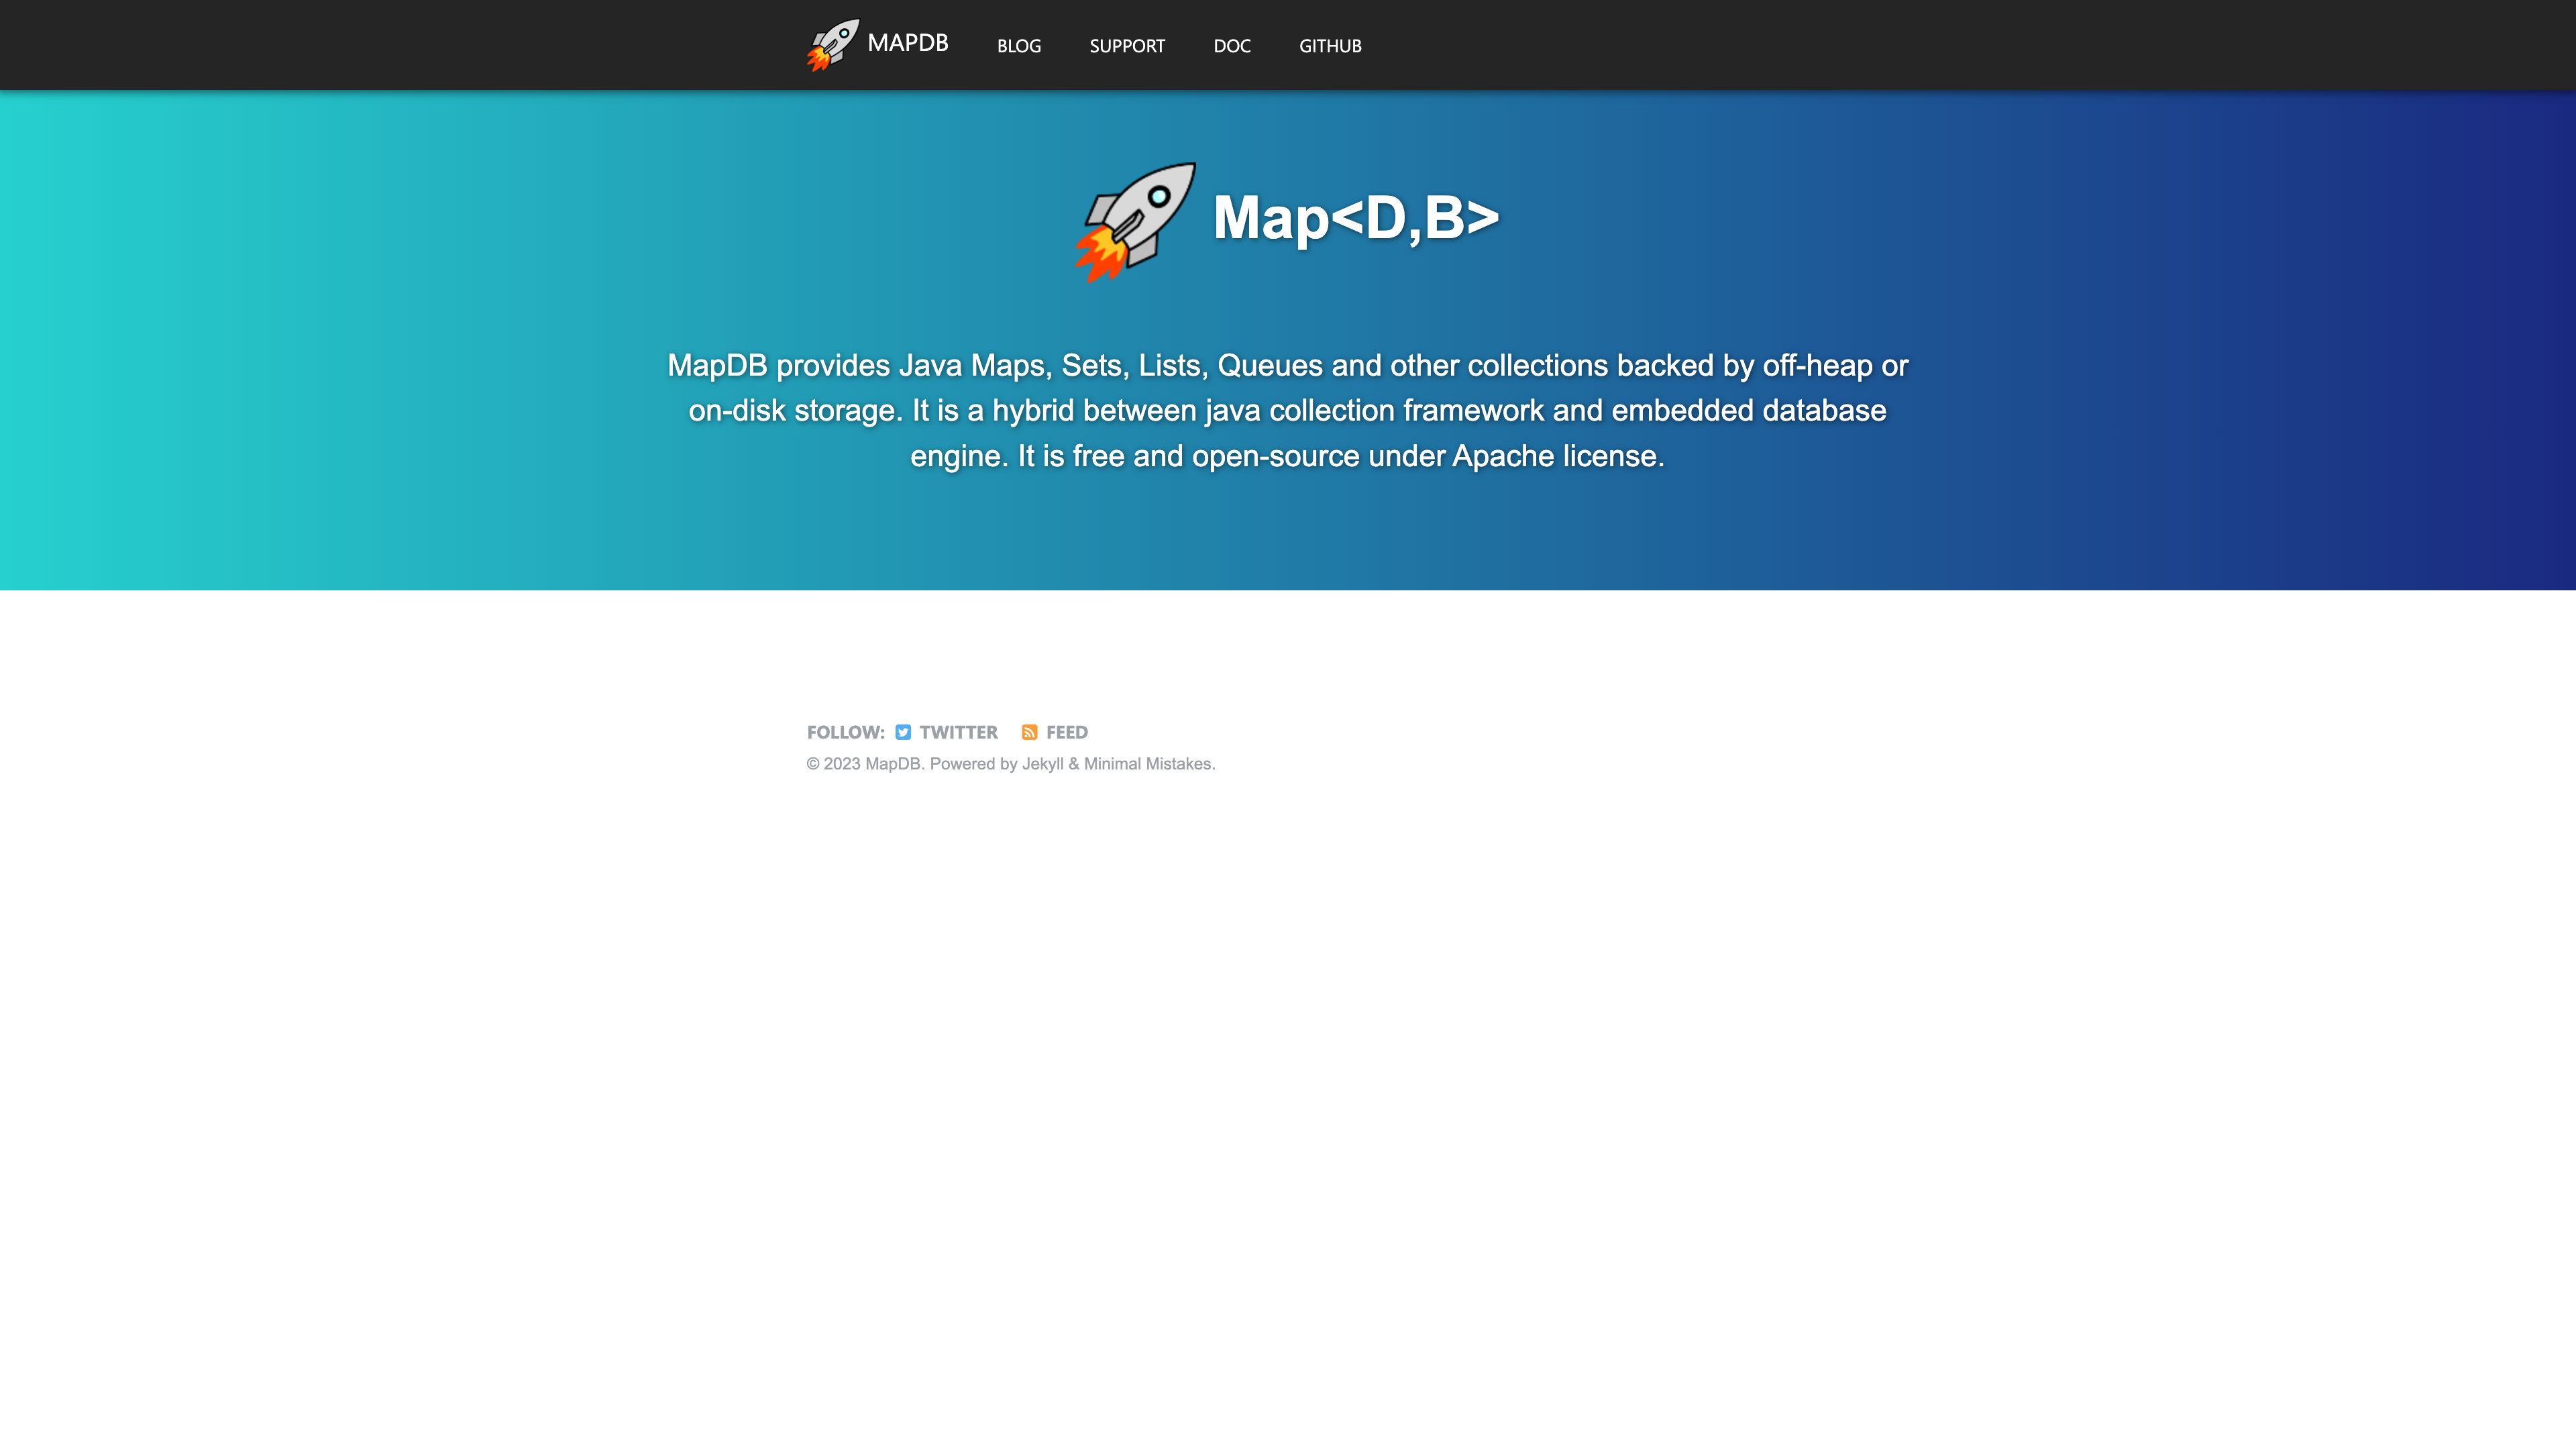 MAPDB BLOG SUPPORT DOC GITHUB
Map<D,B>
MapDB provides Java Maps, Sets, Lists, Queues and other collections backed by off-heap or
on-disk storage. It is a hybrid between java collection framework and embedded database
engine. It is free and open-source under Apache license.
FOLLOW: TWITTER FEED
© 2023 MapDB. Powered by Jekyll & Minimal Mistakes.